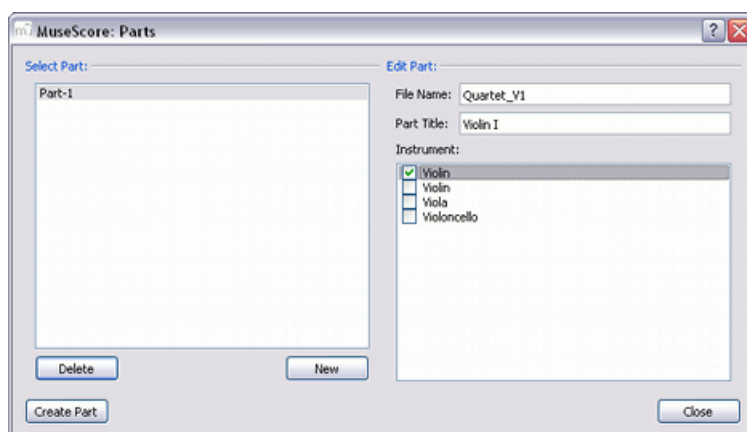 MuseScore: Parts
Select Part:
Part-1
Delete
New
Create Part
Edit Part:
File Name: Quartet_V1
Part Title: Violin I
Instrument:
Violin
Violin
Viola
Violoncello
Close